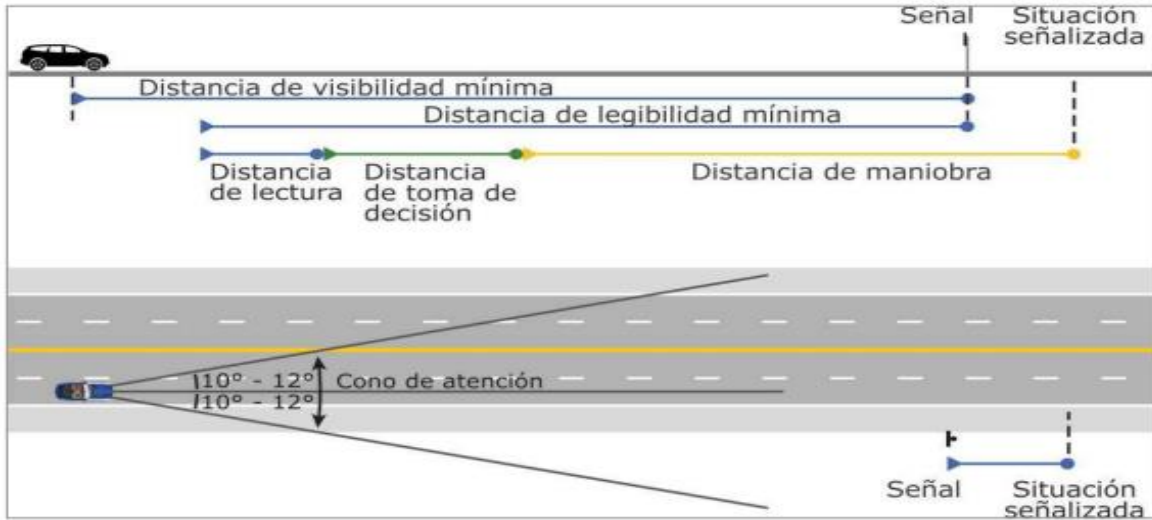 Señal
Situación
señalizada
Distancia de visibilidad mínima
Distancia de legibilidad mínima
Distancia
de lectura
Distancia
de toma de
decisión
Distancia de maniobra
10° - 12°
Cono de atención
10° - 12°
Señal
Situación
señalizada